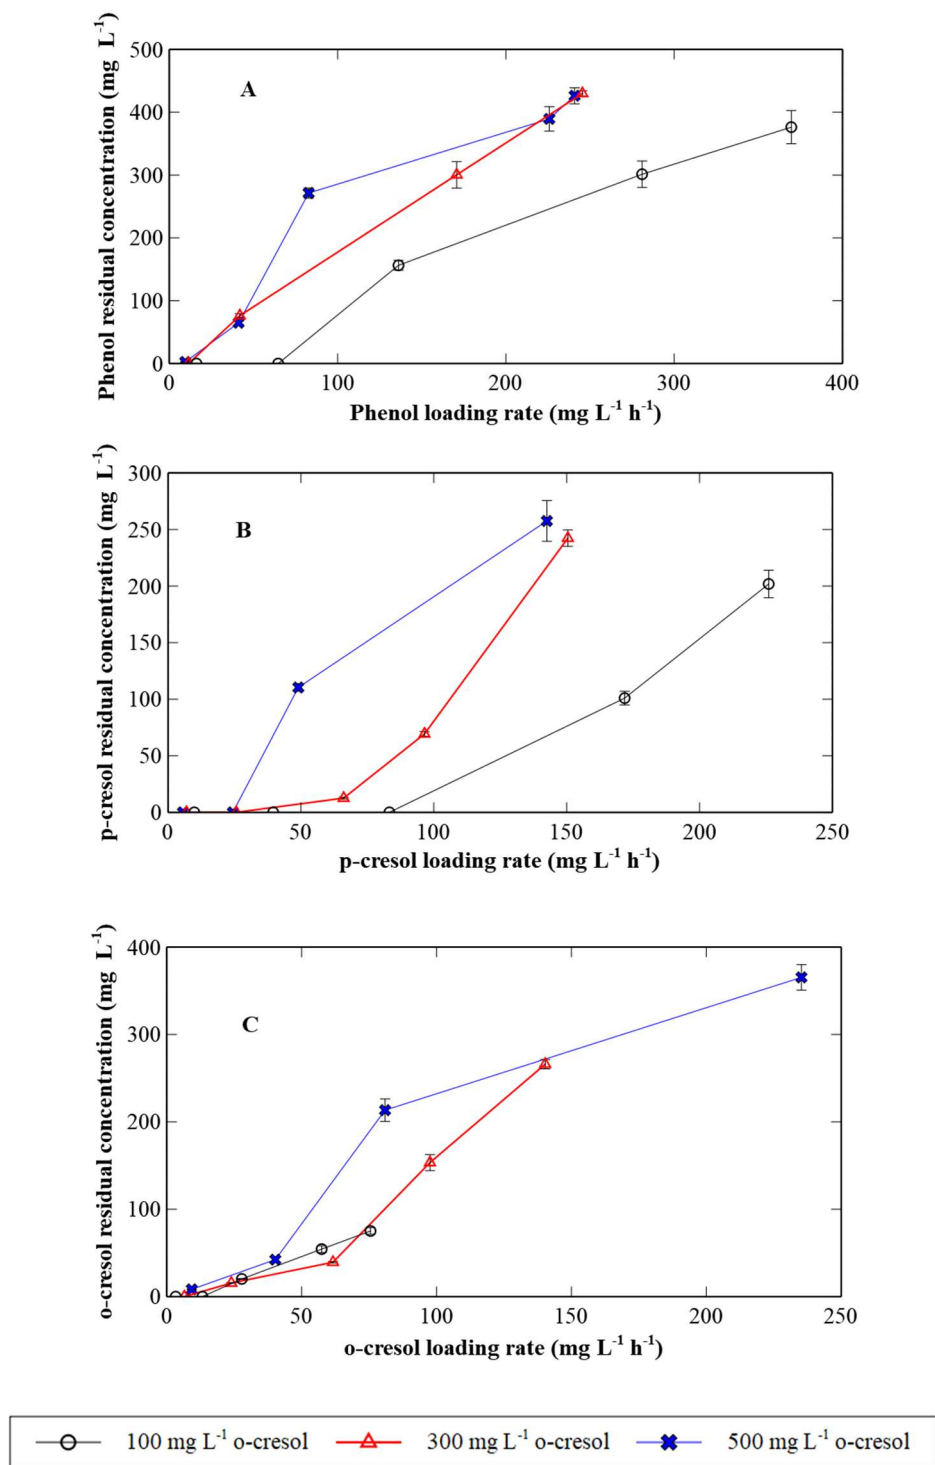 A
Phenol residual concentration (mg L⁻¹)
500
400
300
200
100
0
0 100 200 300 400
Phenol loading rate (mg L⁻¹ h⁻¹)
B
p-cresol residual concentration (mg L⁻¹)
300
250
200
150
100
50
0
0 50 100 150 200 250
p-cresol loading rate (mg L⁻¹ h⁻¹)
C
o-cresol residual concentration (mg L⁻¹)
400
300
200
100
0
0 50 100 150 200 250
o-cresol loading rate (mg L⁻¹ h⁻¹)
100 mg L⁻¹ o-cresol 300 mg L⁻¹ o-cresol 500 mg L⁻¹ o-cresol